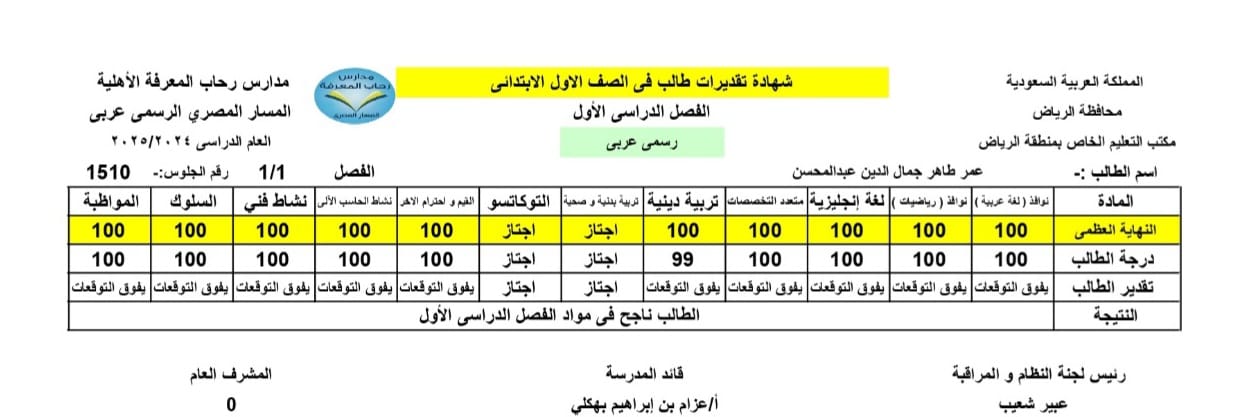 المملكة العربية السعودية
محافظة الرياض
مكتب التعليم الخاص بمنطقة الرياض
شهادة تقديرات طالب فى الصف الاول الابتدائى
الفصل الدراسى الأول
رسمى عربى
مدارس رحاب المعرفة
المسار المصرى
مدارس رحاب المعرفة الأهلية
المسار المصري الرسمى عربى
العام الدراسى ٢٠٢٥/٢٠٢٤
اسم الطالب :- عمر طاهر جمال الدين عبدالمحسن الفصل 1/1 رقم الجلوس:- 1510
المادة نوافذ ( لغة عربية ) نوافذ ( رياضيات ) لغة إنجليزية متعدد التخصصات تربية دينية تربية بدنية و صحية التوكاتسو القيم و احترام الاخر نشاط الحاسب الألى نشاط فني السلوك المواظبة
النهاية العظمى 100 100 100 100 100 اجتاز اجتاز 100 100 100 100 100
درجة الطالب 100 100 100 100 99 اجتاز اجتاز 100 100 100 100 100
تقدير الطالب يفوق التوقعات يفوق التوقعات يفوق التوقعات يفوق التوقعات يفوق التوقعات اجتاز اجتاز يفوق التوقعات يفوق التوقعات يفوق التوقعات يفوق التوقعات يفوق التوقعات
النتيجة الطالب ناجح فى مواد الفصل الدراسى الأول
رئيس لجنة النظام و المراقبة قائد المدرسة المشرف العام
عبير شعيب أ/عزام بن إبراهيم بهكلي 0